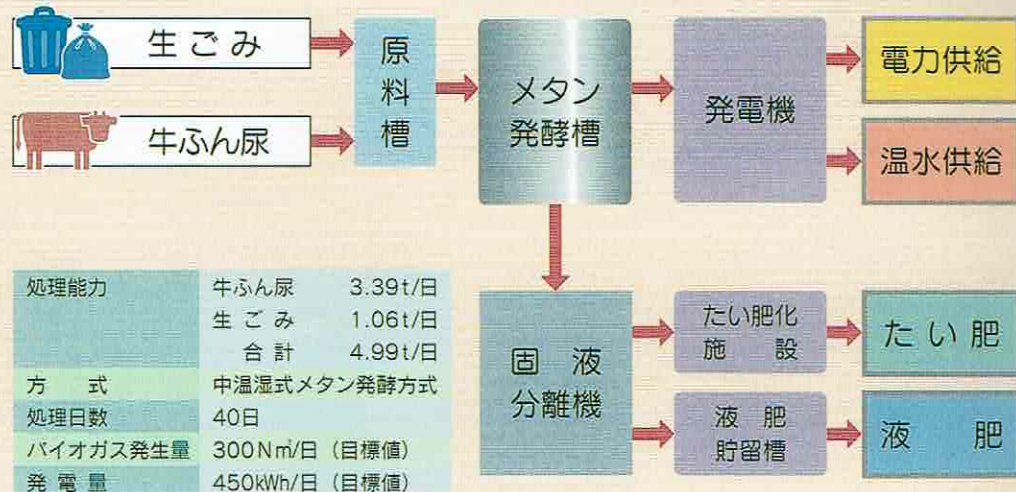 生ごみ
牛ふん尿
原料槽
メタン
発酵槽
発電機
電力供給
温水供給
固液
分離機
たい肥化
施設
たい肥
液肥
貯留槽
液肥
処理能力 牛ふん尿 3.39t/日
生ごみ 1.06t/日
合計 4.99t/日
方式 中温湿式メタン発酵方式
処理日数 40日
バイオガス発生量 300N㎥/日（目標値）
発電量 450kWh/日（目標値）